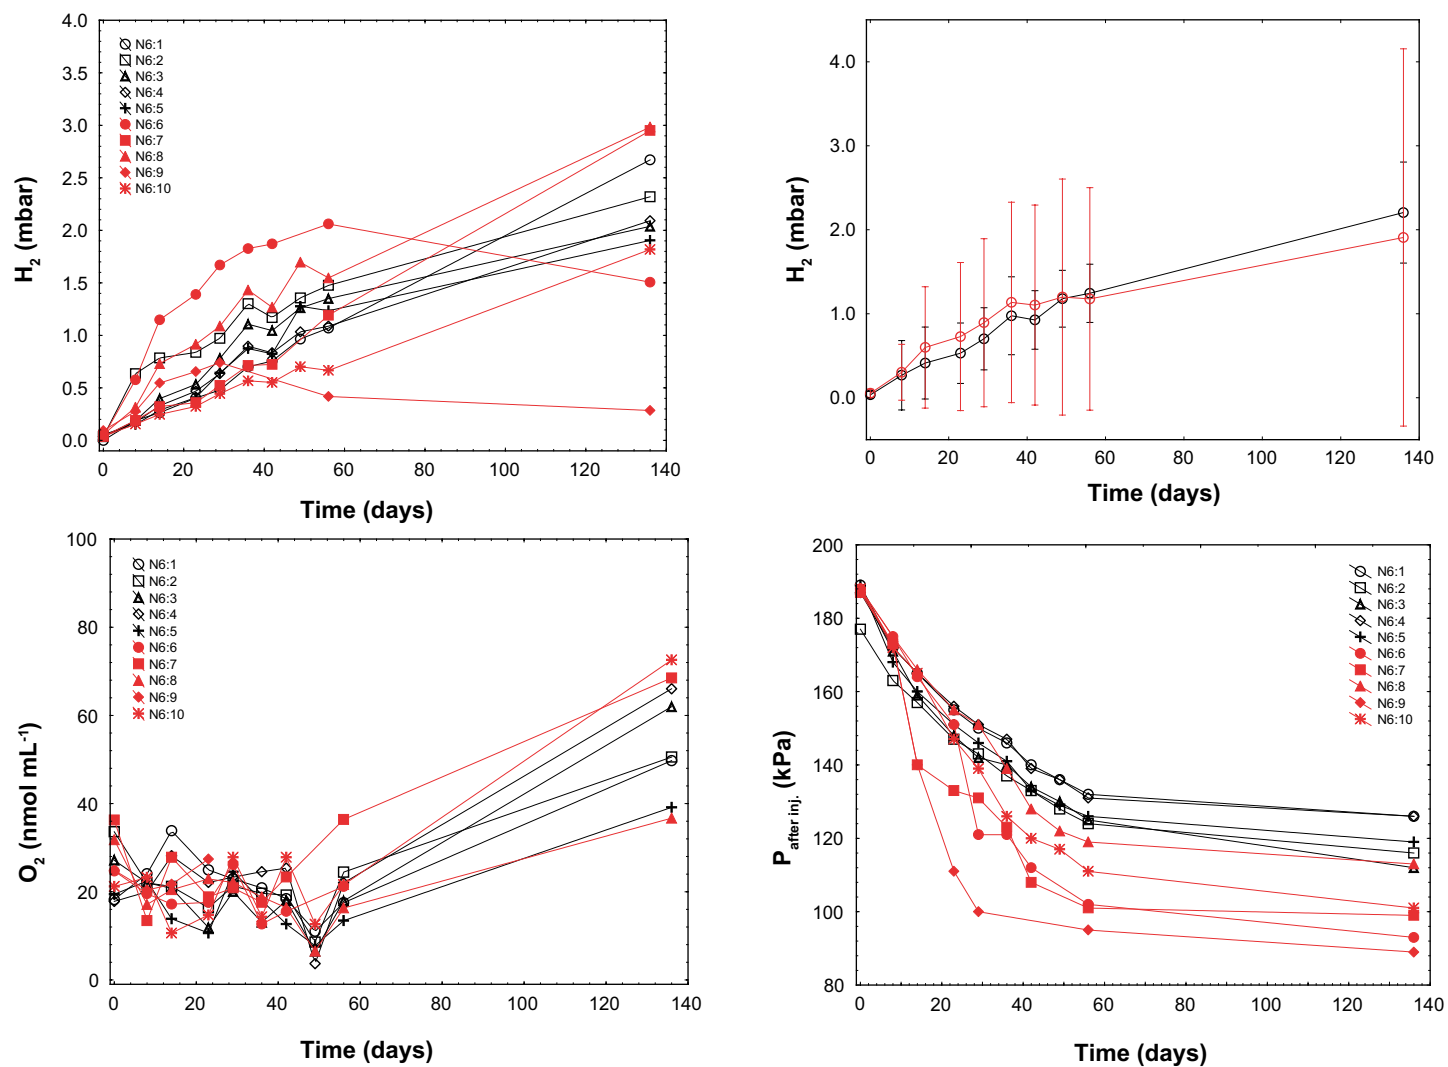 4.0
3.5
3.0
2.5
2.0
1.5
1.0
0.5
0.0
H2 (mbar)
N6:1
N6:2
N6:3
N6:4
N6:5
N6:6
N6:7
N6:8
N6:9
N6:10
0 20 40 60 80 100 120 140
Time (days)
4.0
3.0
2.0
1.0
0.0
H2 (mbar)
0 20 40 60 80 100 120 140
Time (days)
100
80
60
40
20
0
O2 (nmol mL-1)
N6:1
N6:2
N6:3
N6:4
N6:5
N6:6
N6:7
N6:8
N6:9
N6:10
0 20 40 60 80 100 120 140
Time (days)
200
180
160
140
120
100
80
Pafter inj. (kPa)
N6:1
N6:2
N6:3
N6:4
N6:5
N6:6
N6:7
N6:8
N6:9
N6:10
0 20 40 60 80 100 120 140
Time (days)